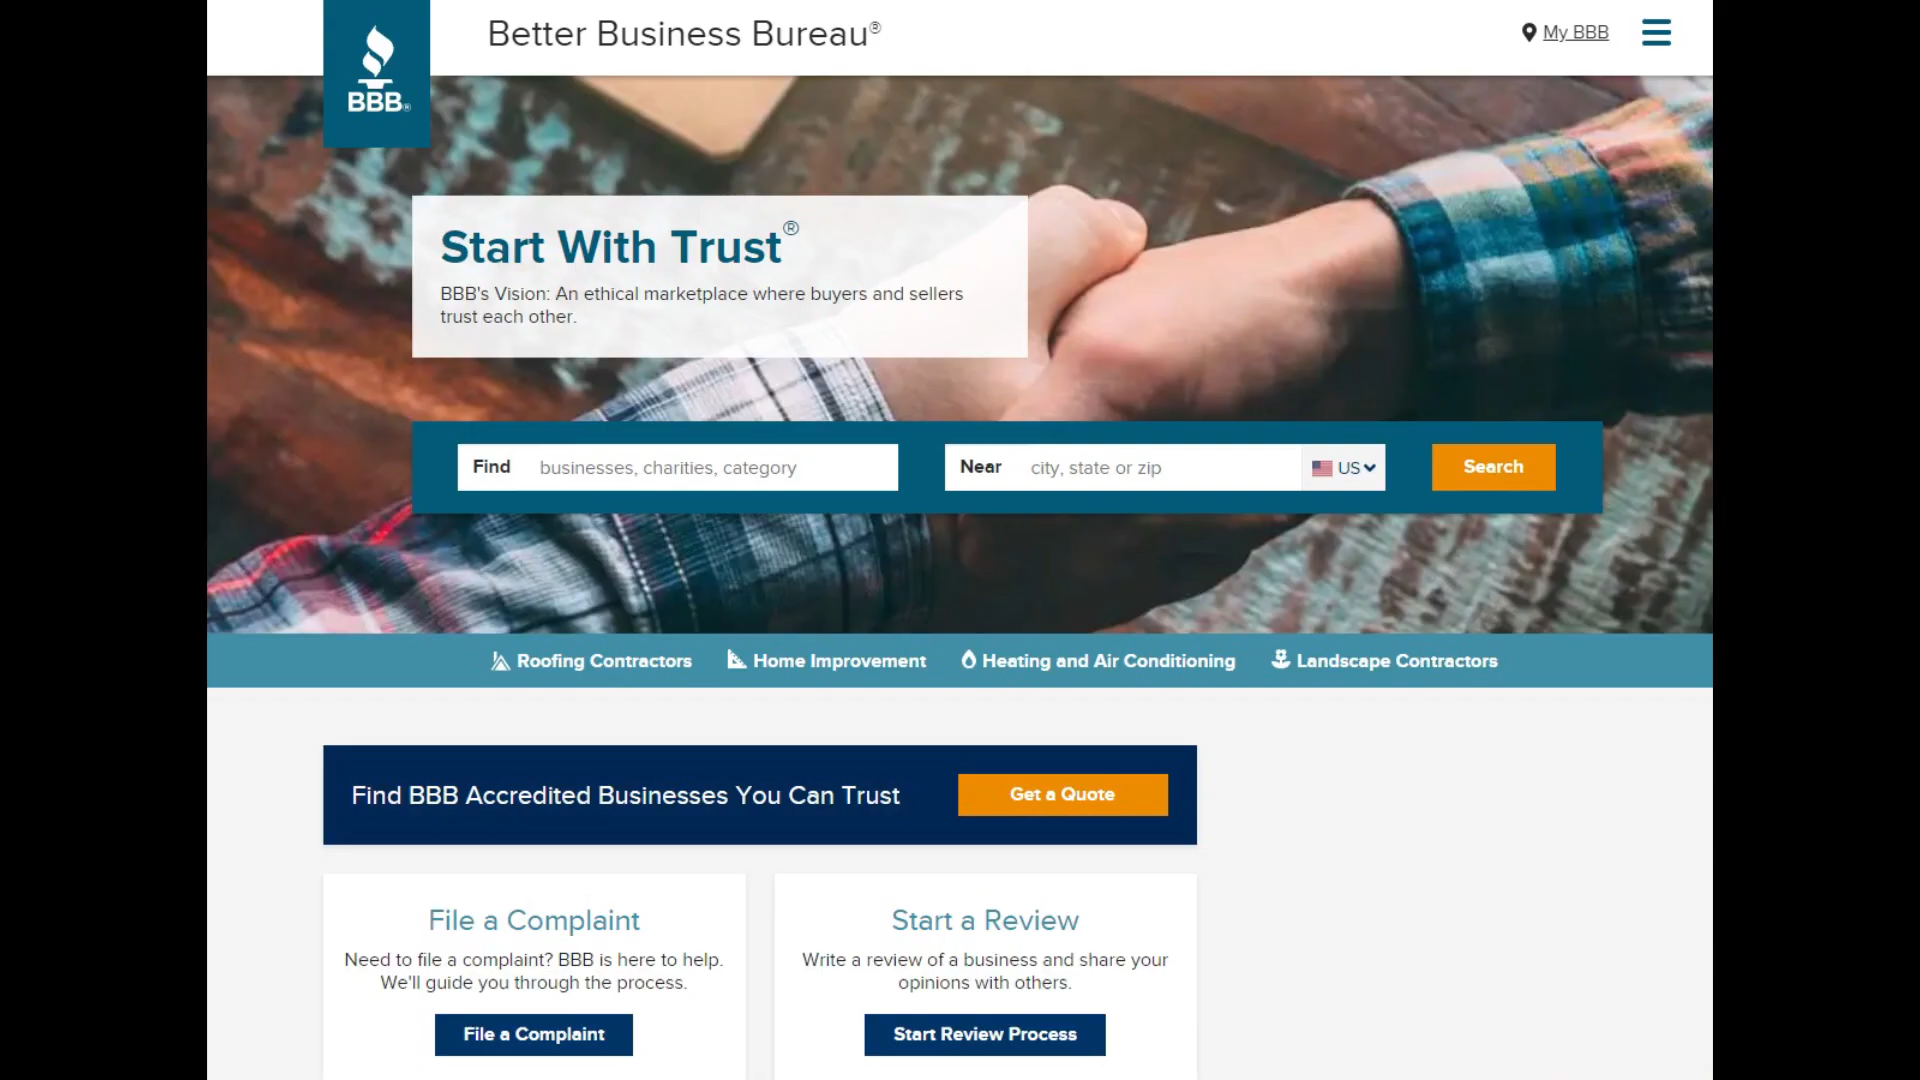 BBB®
Better Business Bureau®
My BBB
Start With Trust®
BBB's Vision: An ethical marketplace where buyers and sellers
trust each other.
Find businesses, charities, category
Near city, state or zip
US
Search
Roofing Contractors
Home Improvement
Heating and Air Conditioning
Landscape Contractors
Find BBB Accredited Businesses You Can Trust
Get a Quote
File a Complaint
Need to file a complaint? BBB is here to help.
We'll guide you through the process.
File a Complaint
Start a Review
Write a review of a business and share your
opinions with others.
Start Review Process